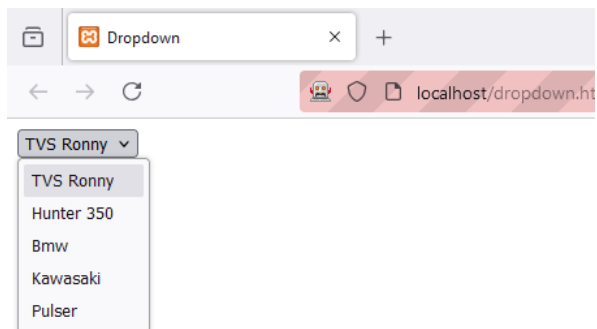 Dropdown
localhost/dropdown.ht
TVS Ronny
TVS Ronny
Hunter 350
Bmw
Kawasaki
Pulser